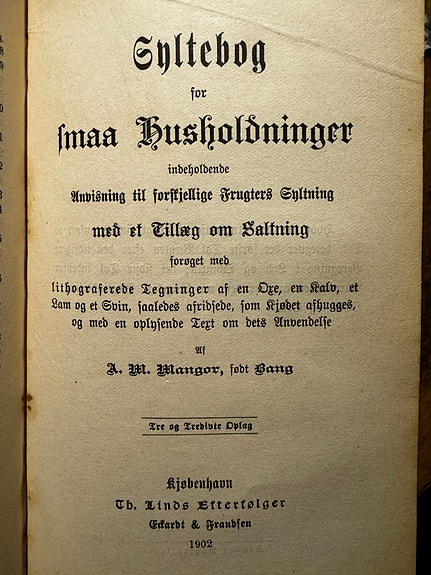 Syltebog
for
smaa Husholdninger
indeholdende
Anvisning til forskjellige Frugters Syltning
med et Tillæg om Saltning
forøget med
lithograferede Tegninger af en Oxe, en Kalv, et
Lam og et Svin, saaledes afridsede, som Kjødet afhugges,
og med en oplysende Text om dets Anvendelse
Af
A. M. Mangor, født Bang
Tre og Tredivte Oplag
Kjøbenhavn
Th. Linds Efterfølger
Eckardt & Frandsen
1902